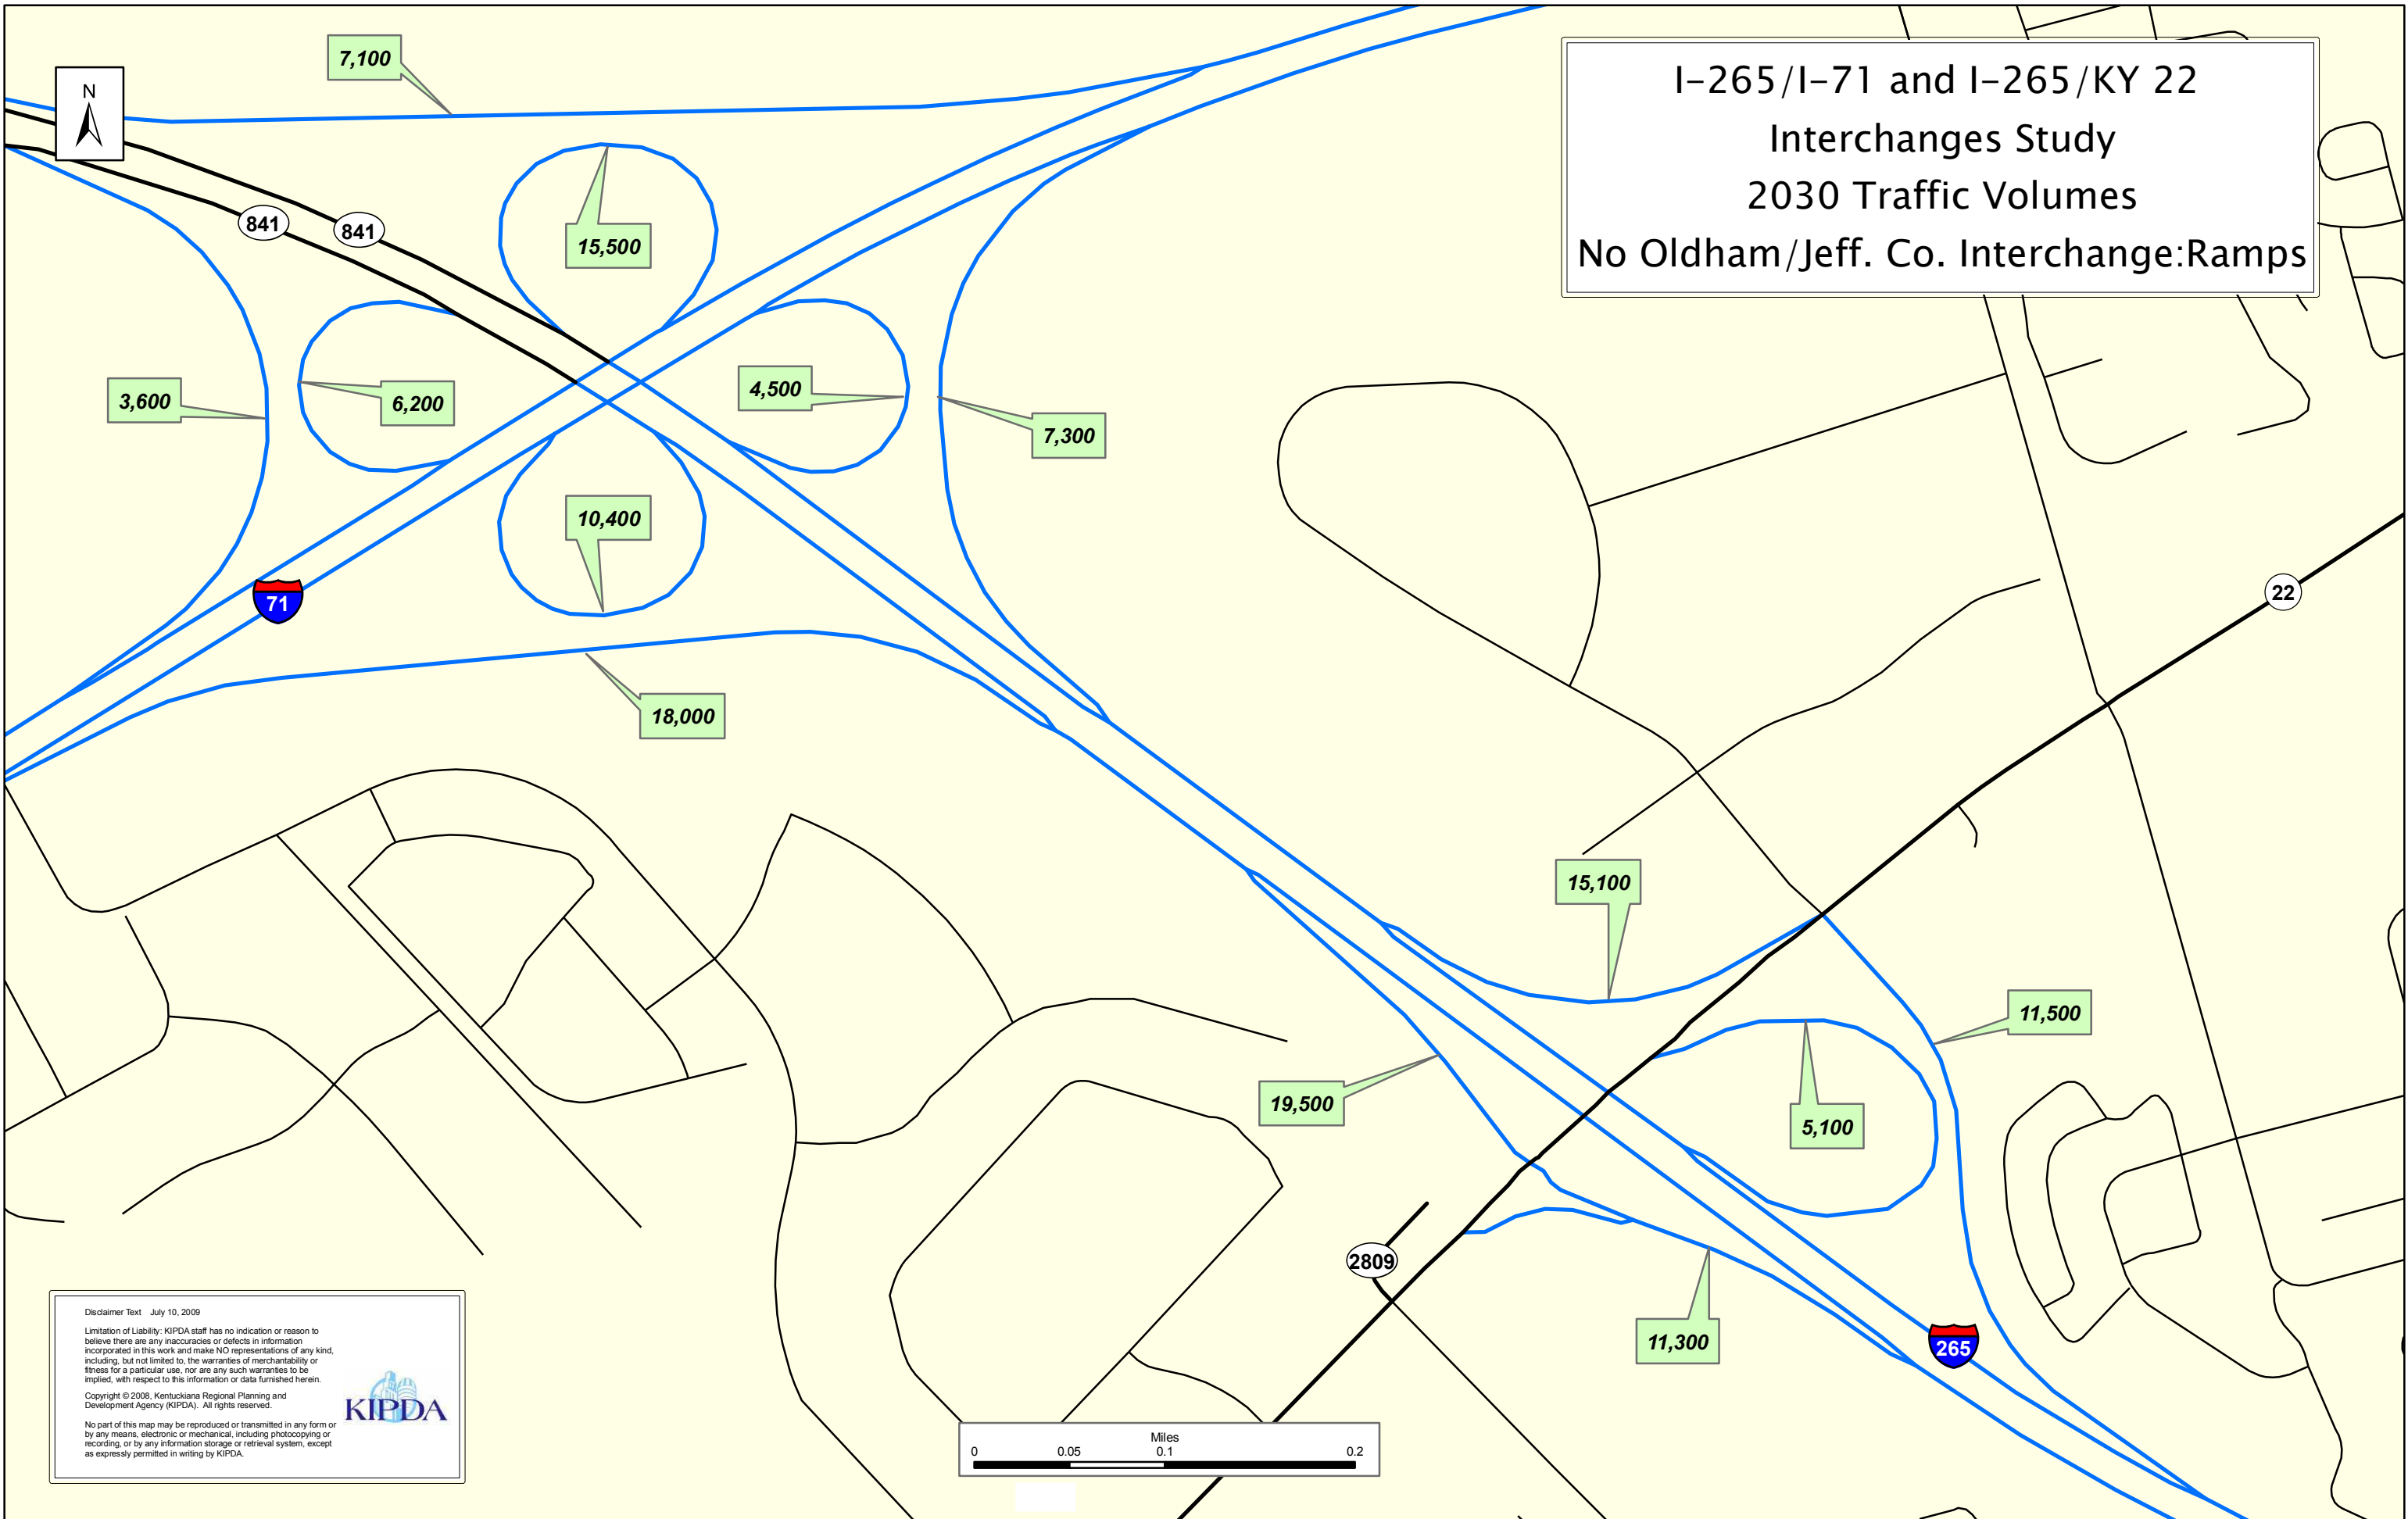 7,100
N
I-265/I-71 and I-265/KY 22
Interchanges Study
2030 Traffic Volumes
No Oldham/Jeff. Co. Interchange:Ramps
841
841
15,500
3,600
6,200
4,500
7,300
10,400
71
22
18,000
15,100
11,500
19,500
5,100
2809
11,300
265
Disclaimer Text July 10, 2009
Limitation of Liability: KIPDA staff has no indication or reason to
believe there are any inaccuracies or defects in information
incorporated in this work and make NO representations of any kind,
including, but not limited to, the warranties of merchantability or
fitness for a particular use, nor are any such warranties to be
implied, with respect to this information or data furnished herein.
Copyright © 2008, Kentuckiana Regional Planning and
Development Agency (KIPDA). All rights reserved.
No part of this map may be reproduced or transmitted in any form or
by any means, electronic or mechanical, including photocopying or
recording, or by any information storage or retrieval system, except
as expressly permitted in writing by KIPDA.
KIPDA
Miles
0 0.05 0.1 0.2